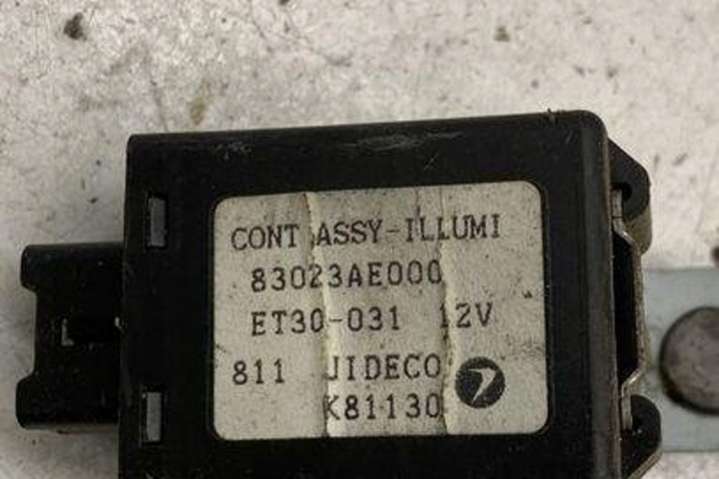 CONT ASSY-ILLUMI
83023AE000
ET30-031 12V
811 JIDECO
K81130